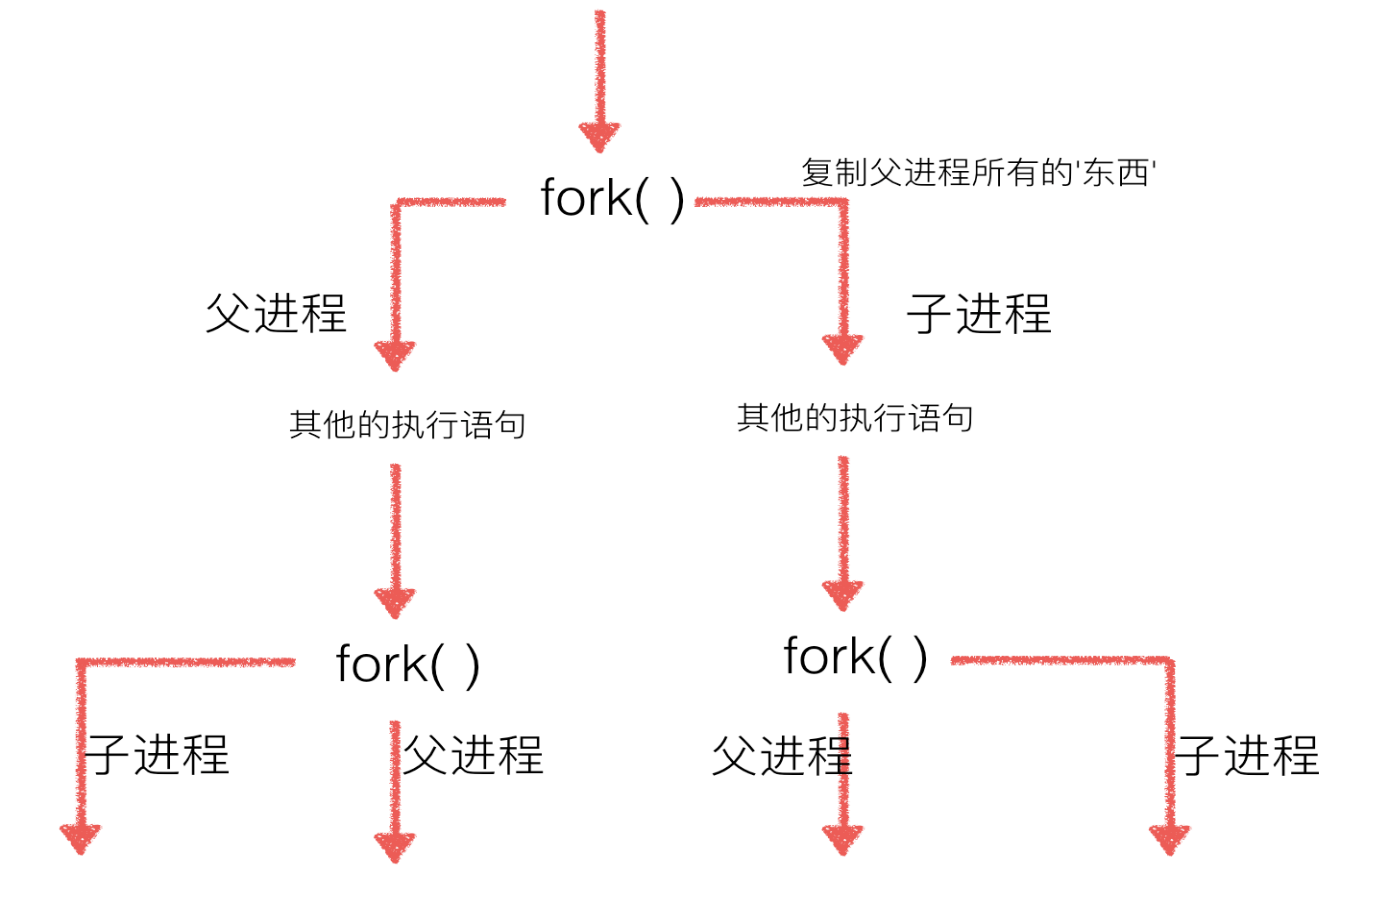 复制父进程所有的'东西'
fork( )
父进程
子进程
其他的执行语句
其他的执行语句
fork( )
fork( )
子进程
父进程
父进程
子进程